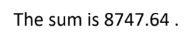 The sum is 8747.64 .